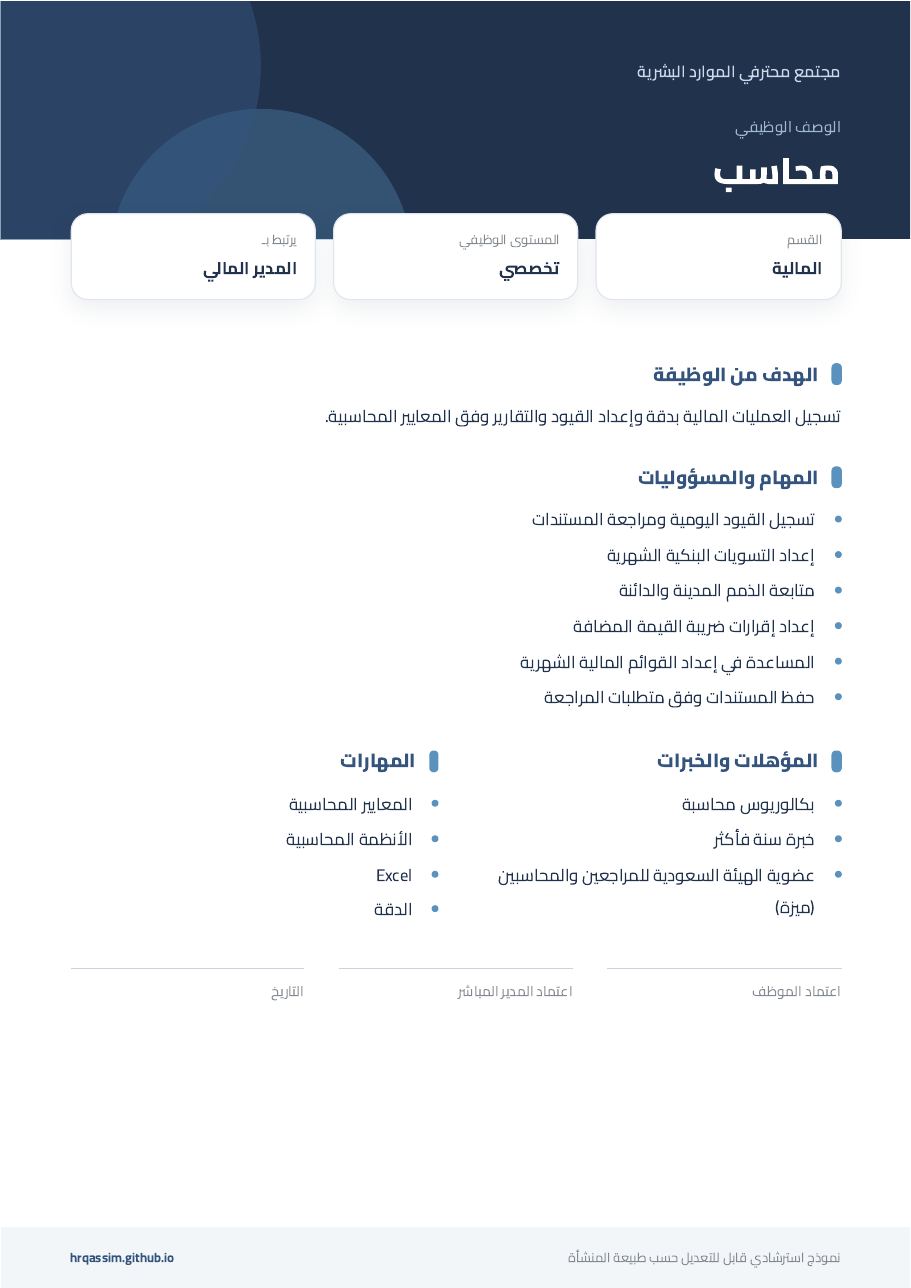 مجتمع محترفي الموارد البشرية
الوصف الوظيفي
محاسب
القسم
المالية
المستوى الوظيفي
تخصصي
يرتبط بـ
المدير المالي
الهدف من الوظيفة
تسجيل العمليات المالية بدقة وإعداد القيود والتقارير وفق المعايير المحاسبية.
المهام والمسؤوليات
تسجيل القيود اليومية ومراجعة المستندات
إعداد التسويات البنكية الشهرية
متابعة الذمم المدينة والدائنة
إعداد إقرارات ضريبة القيمة المضافة
المساعدة في إعداد القوائم المالية الشهرية
حفظ المستندات وفق متطلبات المراجعة
المؤهلات والخبرات
بكالوريوس محاسبة
خبرة سنة فأكثر
عضوية الهيئة السعودية للمراجعين والمحاسبين
(ميزة)
المهارات
المعايير المحاسبية
الأنظمة المحاسبية
Excel
الدقة
اعتماد الموظف
اعتماد المدير المباشر
التاريخ
نموذج استرشادي قابل للتعديل حسب طبيعة المنشأة
hrqassim.github.io